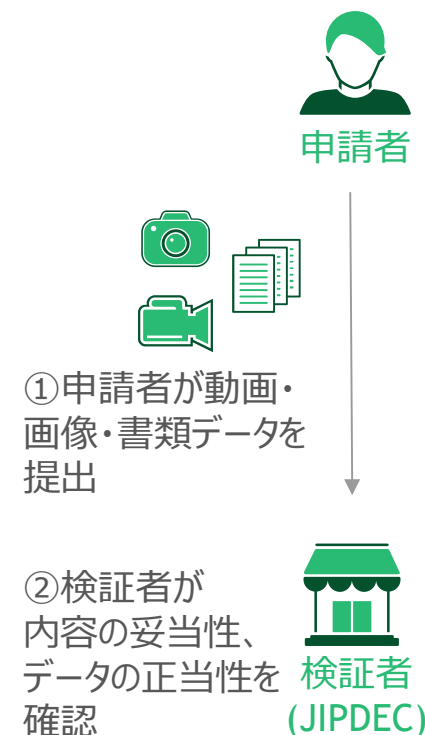 申請者
①申請者が動画・
画像・書類データを
提出
②検証者が
内容の妥当性、
データの正当性を
確認
検証者
(JIPDEC)